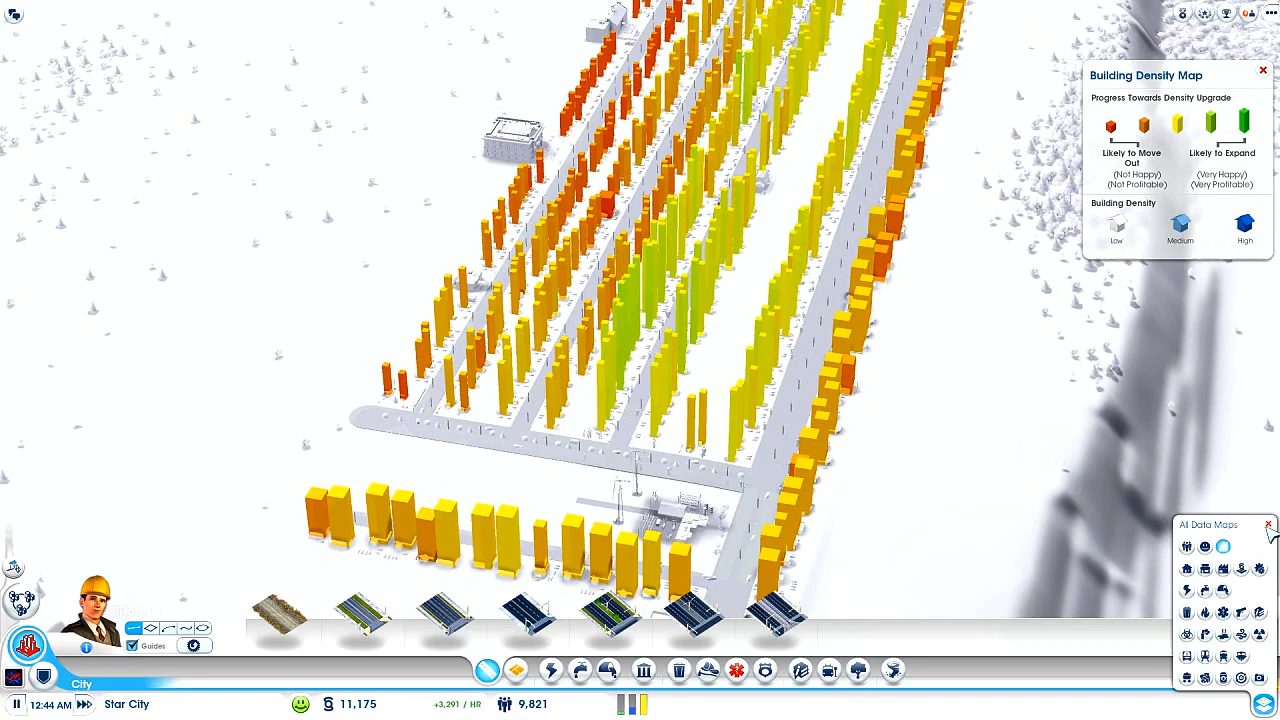 Building Density Map
Progress Towards Density Upgrade
Likely to Move Out
(Not Happy)
(Not Profitable)
Likely to Expand
(Very Happy)
(Very Profitable)
Building Density
Low
Medium
High
All Data Maps
Guides
City
12:44 AM
Star City
11,175
+3,291 / HR
9,821